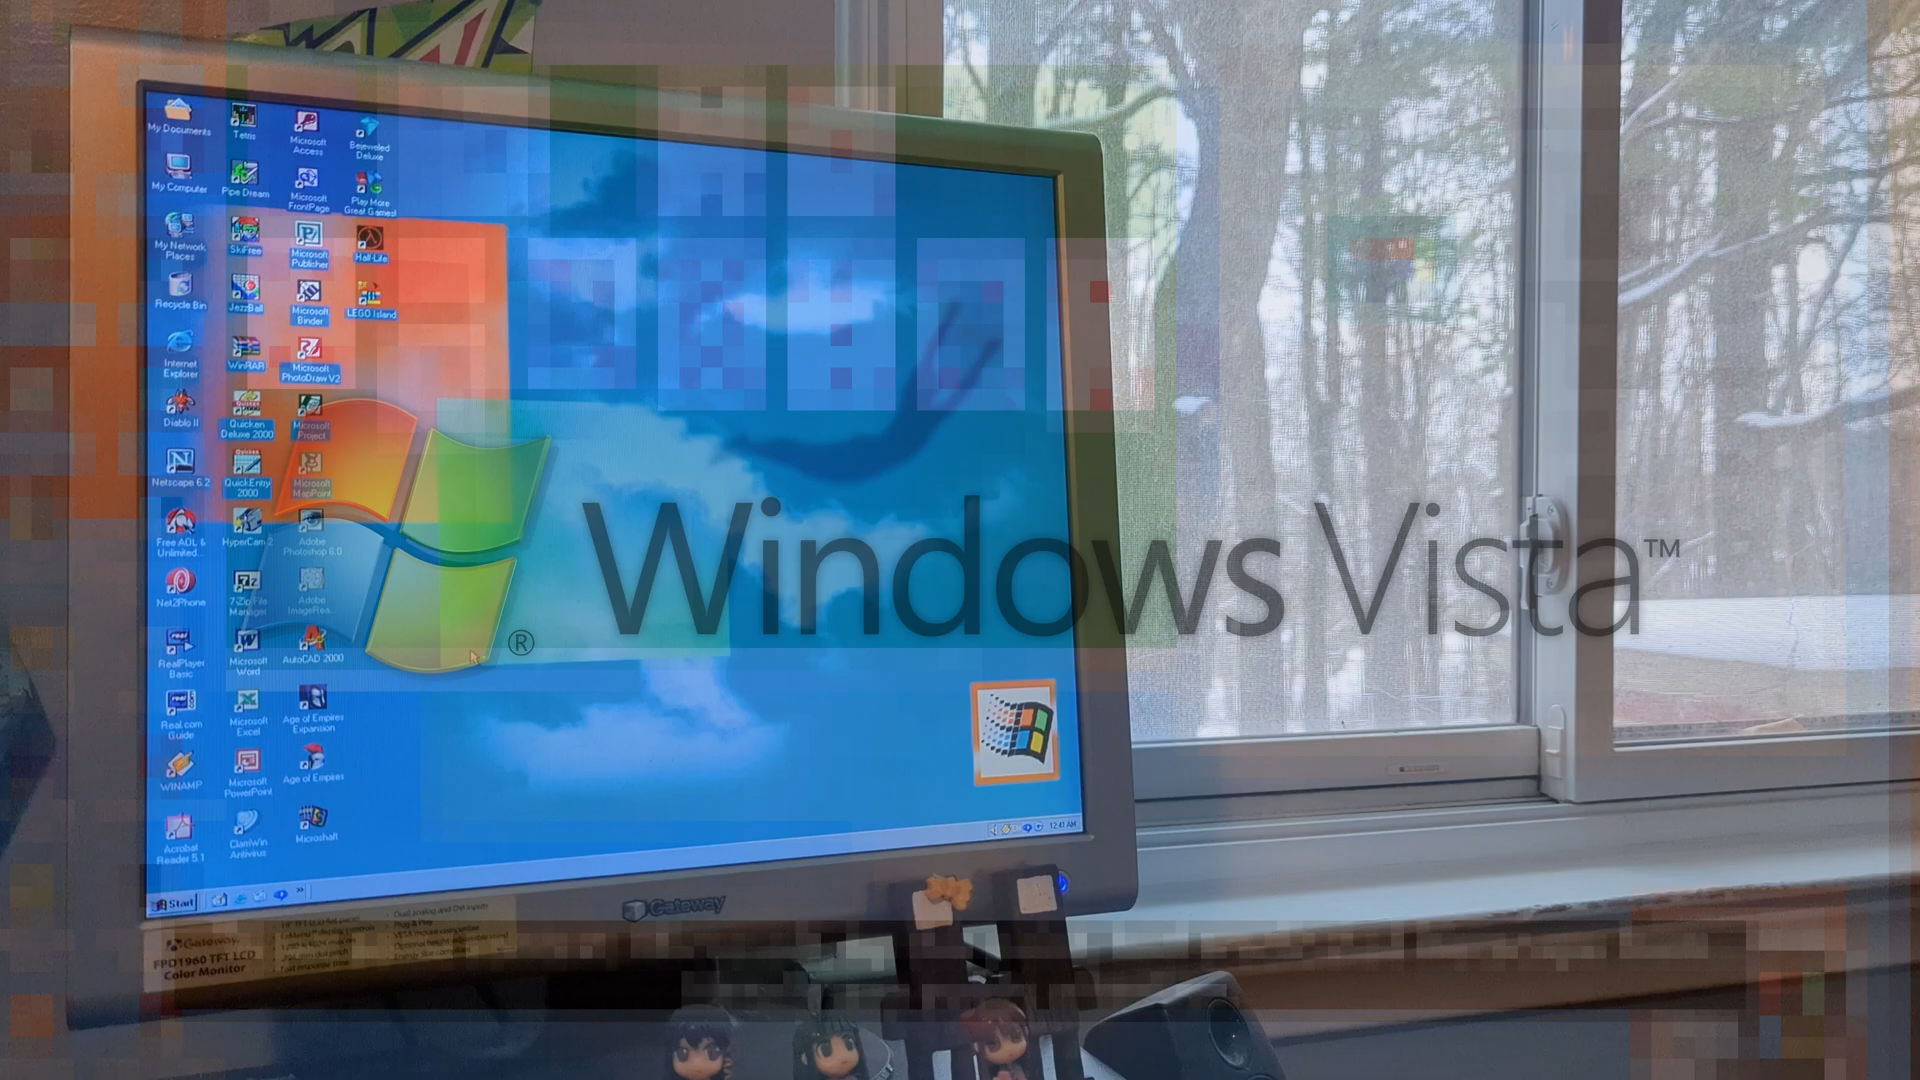 My Documents
My Computer
My Network
Places
Recycle Bin
Internet
Explorer
Diablo II
Netscape 6.2
Free AOL &
Unlimited...
Net2Phone
RealPlayer
Basic
Real.com
Guide
WINAMP
Acrobat
Reader 5.1
Tetris
Pipe Dream
SkiFree
JezzBall
WinRAR
Quicken
Deluxe 2000
QuickEntry
2000
HyperCam 2
7-Zip File
Manager
Microsoft
Word
Microsoft
Excel
Microsoft
PowerPoint
ClamWin
Antivirus
Microsoft
Access
Microsoft
FrontPage
Microsoft
Publisher
Microsoft
Binder
Microsoft
PhotoDraw V2
Microsoft
Project
Microsoft
MapPoint
Adobe
Photoshop 6.0
Adobe
ImageRea...
AutoCAD 2000
Age of Empires
Expansion
Age of Empires
Microshaft
Bejeweled
Deluxe
Play More
Great Games!
Half-Life
LEGO Island
® Windows Vista™
Start
12:41 AM
Gateway
Gateway.
FPD1960 TFT LCD
Color Monitor